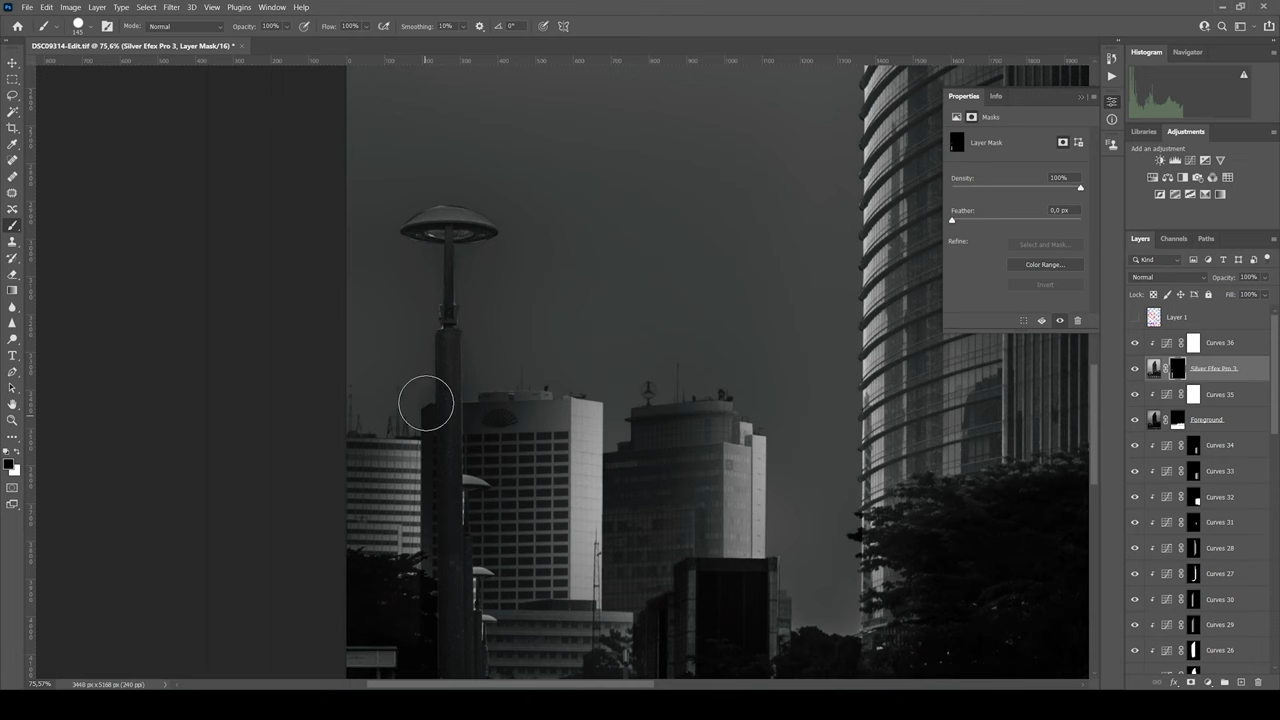 File Edit Image Layer Type Select Filter 3D View Plugins Window Help
145 Mode: Normal Opacity: 100% Flow: 100% Smoothing: 10% 0°
DSC09314-Edit.tif @ 75,6% (Silver Efex Pro 3, Layer Mask/16) *
Properties Info
Masks
Layer Mask
Density: 100%
Feather: 0,0 px
Refine: Select and Mask...
Color Range...
Invert
Histogram Navigator
Libraries Adjustments
Add an adjustment
Layers Channels Paths
Kind
Normal Opacity: 100%
Lock: Fill: 100%
Layer 1
Curves 36
Silver Efex Pro 3
Curves 35
Foreground
Curves 34
Curves 33
Curves 32
Curves 31
Curves 28
Curves 27
Curves 30
Curves 29
Curves 26
75,57% 3448 px x 5168 px (240 ppi)